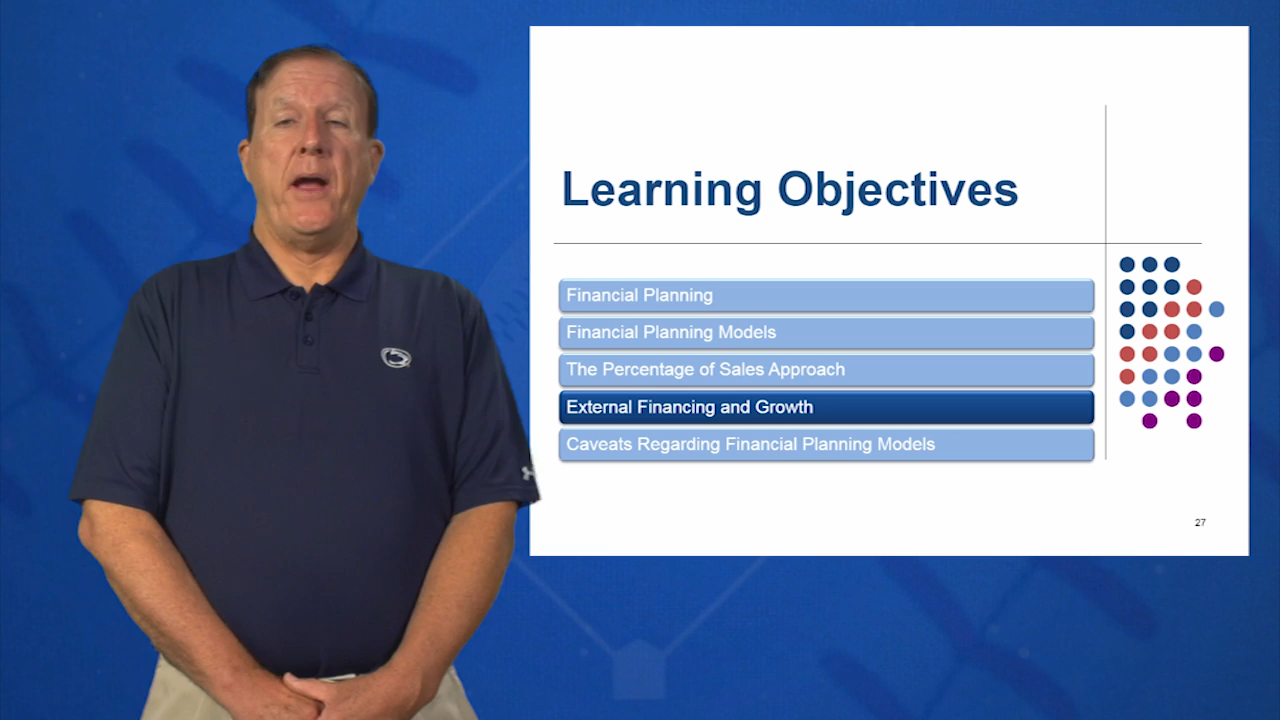 Learning Objectives
Financial Planning
Financial Planning Models
The Percentage of Sales Approach
External Financing and Growth
Caveats Regarding Financial Planning Models
27